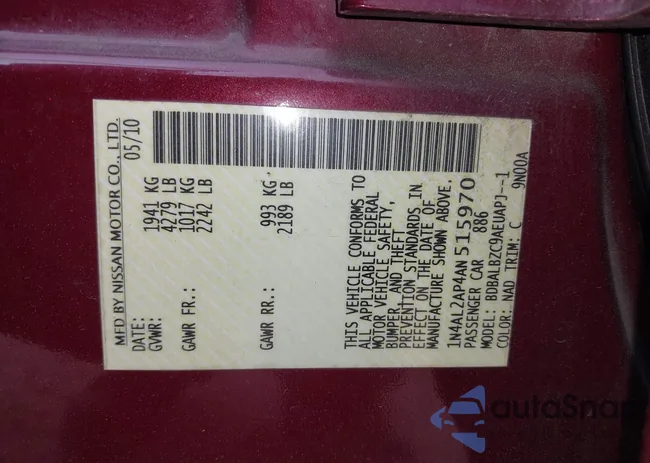 MFD BY NISSAN MOTOR CO., LTD.
DATE: 05/10
GVWR: 1941 KG
4279 LB
GAWR FR.: 1017 KG
2242 LB
GAWR RR.: 993 KG
2189 LB
THIS VEHICLE CONFORMS TO
ALL APPLICABLE FEDERAL
MOTOR VEHICLE SAFETY,
BUMPER, AND THEFT
PREVENTION STANDARDS IN
EFFECT ON THE DATE OF
MANUFACTURE SHOWN ABOVE.
1N4AL2AP4AN515970
PASSENGER CAR 886
MODEL: BDBALBZC9AEUAPJ--1
COLOR: NAD TRIM: C 9N00A
autoSnap